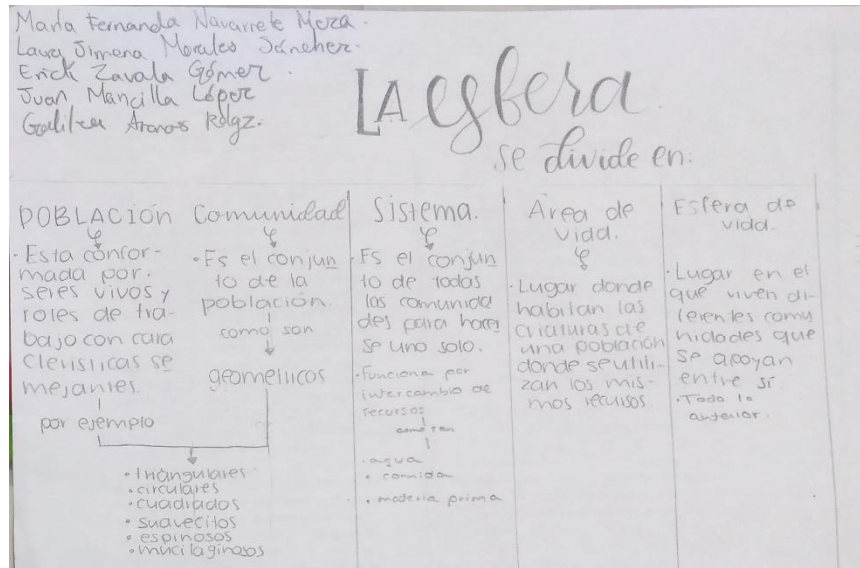 María Fernanda Navarrete Meza.
Laura Jimena Morales Sáncher.
Erick Zavala Gómer.
Juan Mancilla López
Galilea Rdgz.
LA esfera.
se divide en:
POBLACIÓN
· Esta confor-
mada por.
seres vivos y
roles de tra-
bajo con cara
cterísticas se
mejantes.
por ejemplo
Comunidad
· Es el conjun
to de la
población.
como son
geometricos
· triangulares
· circulares
· cuadrados
· suavecitos
· espinosos
· mucilaginosos
Sistema.
· Es el conjun
to de todas
las comunida
des para hacer
se uno solo.
· Funciona por
intercambio de
recursos
como son
· agua
· comida
· materia prima
Área de
vida.
· Lugar donde
habitan las
criaturas de
una población
donde se utili-
zan los mis-
mos recursos
Esfera de
vida.
· Lugar en el
que viven di-
ferentes comu
nidades que
se apoyan
entre sí.
· Todo lo
anterior.